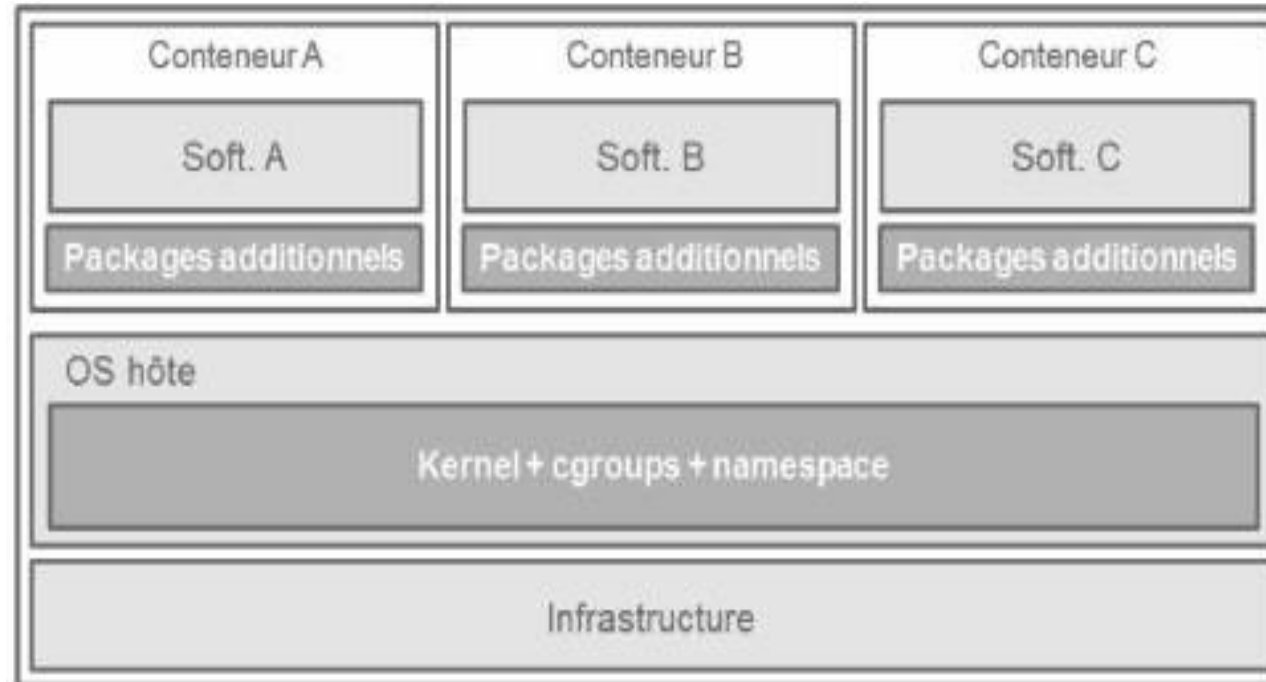 Conteneur A
Conteneur B
Conteneur C
Soft. A
Soft. B
Soft. C
Packages additionnels
Packages additionnels
Packages additionnels
OS hôte
Kernel + cgroups + namespace
Infrastructure